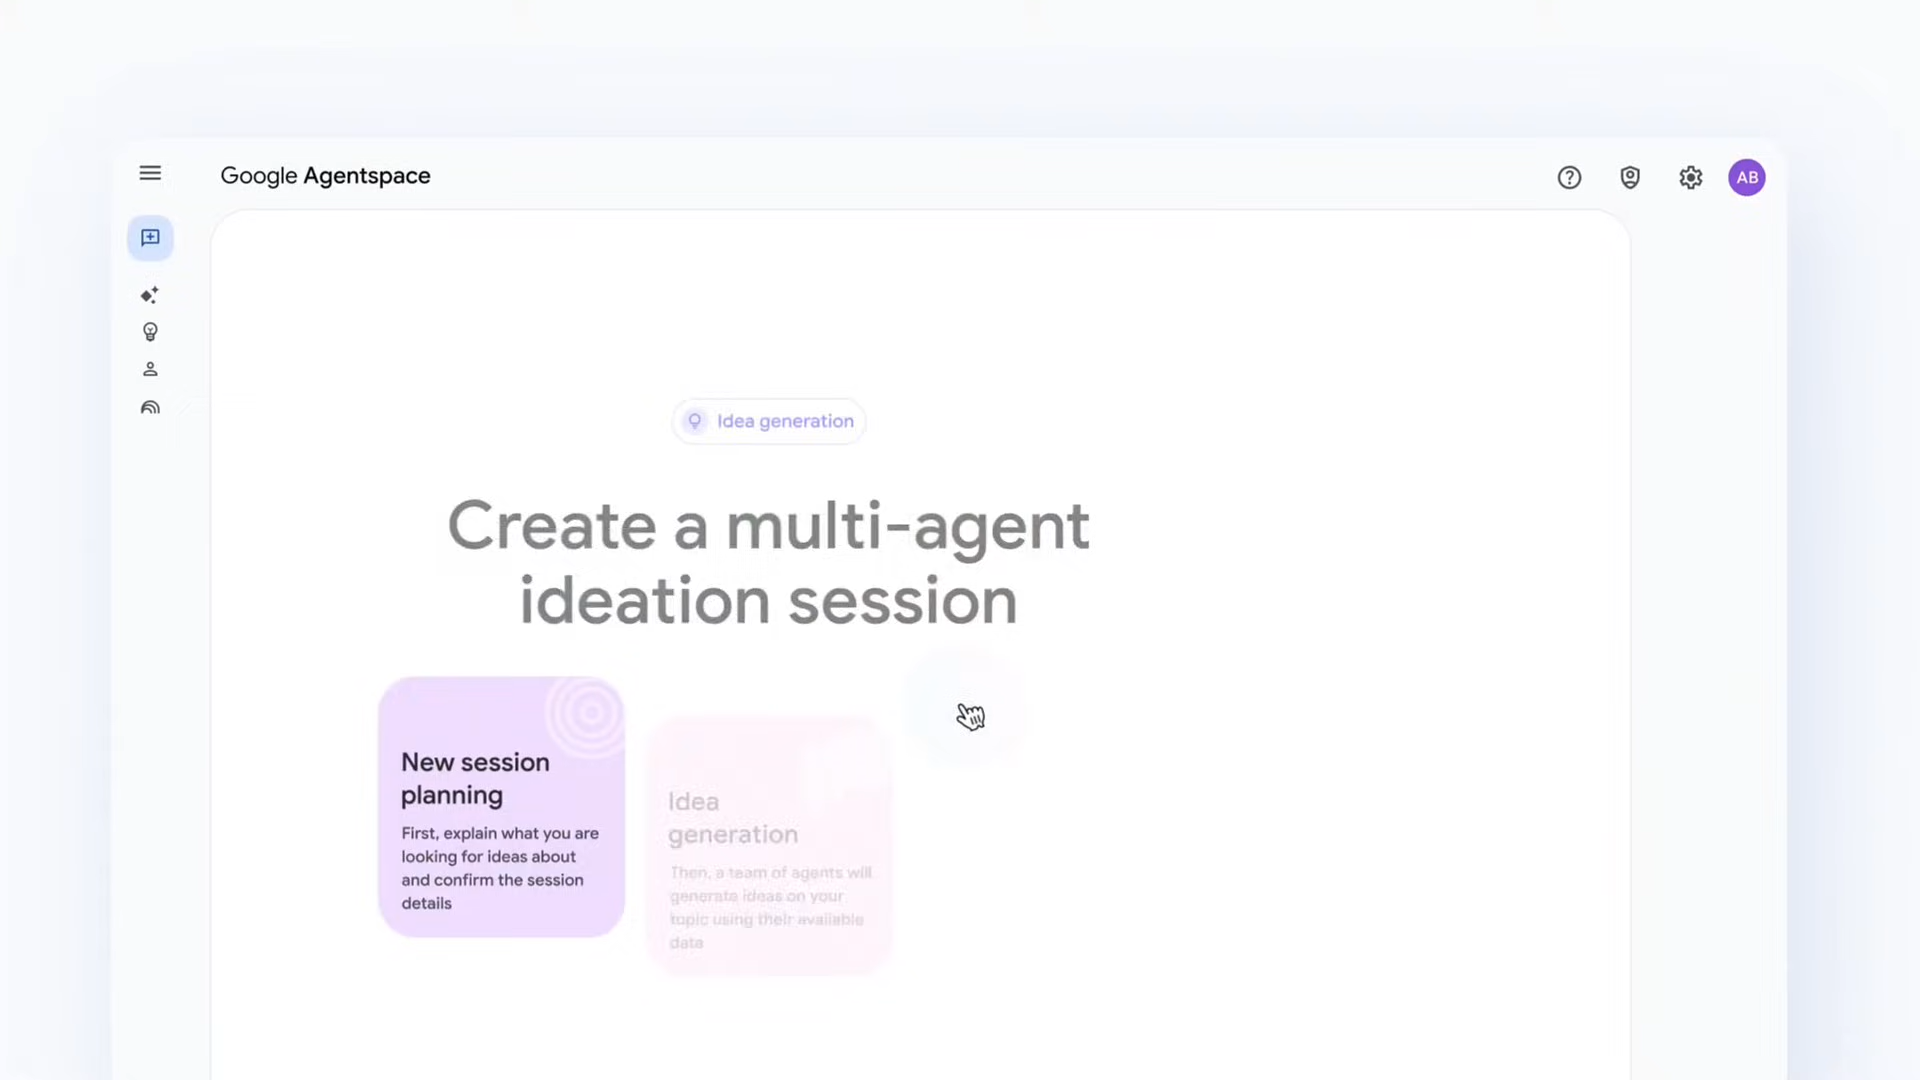 Google Agentspace
AB
Idea generation
Create a multi-agent
ideation session
New session
planning
First, explain what you are
looking for ideas about
and confirm the session
details
Idea
generation
Then, a team of agents will
generate ideas on your
topic using their available
data